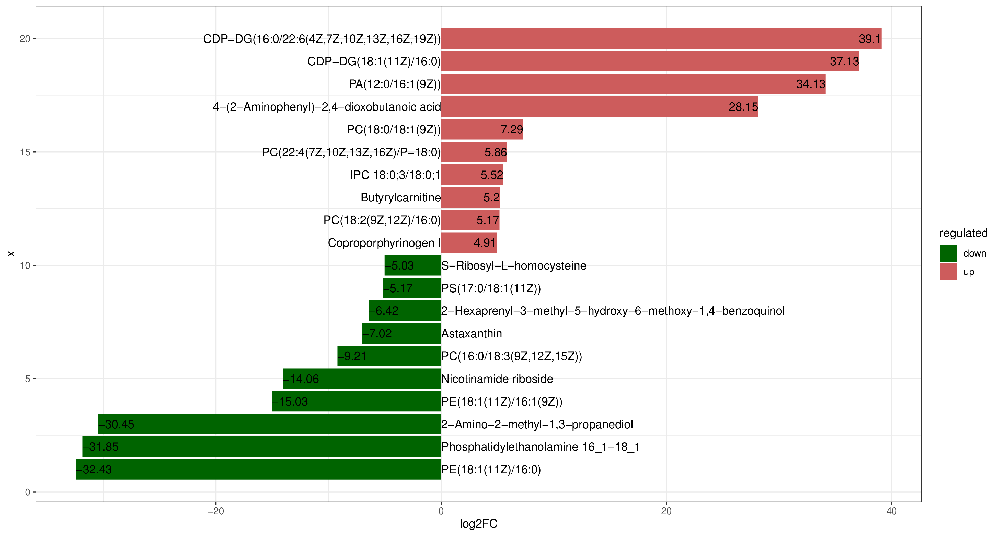 20 CDP−DG(16:0/22:6(4Z,7Z,10Z,13Z,16Z,19Z)) 39.1
CDP−DG(18:1(11Z)/16:0) 37.13
PA(12:0/16:1(9Z)) 34.13
4−(2−Aminophenyl)−2,4−dioxobutanoic acid 28.15
PC(18:0/18:1(9Z)) 7.29
15 PC(22:4(7Z,10Z,13Z,16Z)/P−18:0) 5.86
IPC 18:0;3/18:0;1 5.52
Butyrylcarnitine 5.2
PC(18:2(9Z,12Z)/16:0) 5.17
Coproporphyrinogen I 4.91
10 −5.03 S−Ribosyl−L−homocysteine
−5.17 PS(17:0/18:1(11Z))
−6.42 2−Hexaprenyl−3−methyl−5−hydroxy−6−methoxy−1,4−benzoquinol
−7.02 Astaxanthin
−9.21 PC(16:0/18:3(9Z,12Z,15Z))
5 −14.06 Nicotinamide riboside
−15.03 PE(18:1(11Z)/16:1(9Z))
−30.45 2−Amino−2−methyl−1,3−propanediol
−31.85 Phosphatidylethanolamine 16_1−18_1
−32.43 PE(18:1(11Z)/16:0)
0
−20 0 20 40
log2FC
x
regulated
down
up